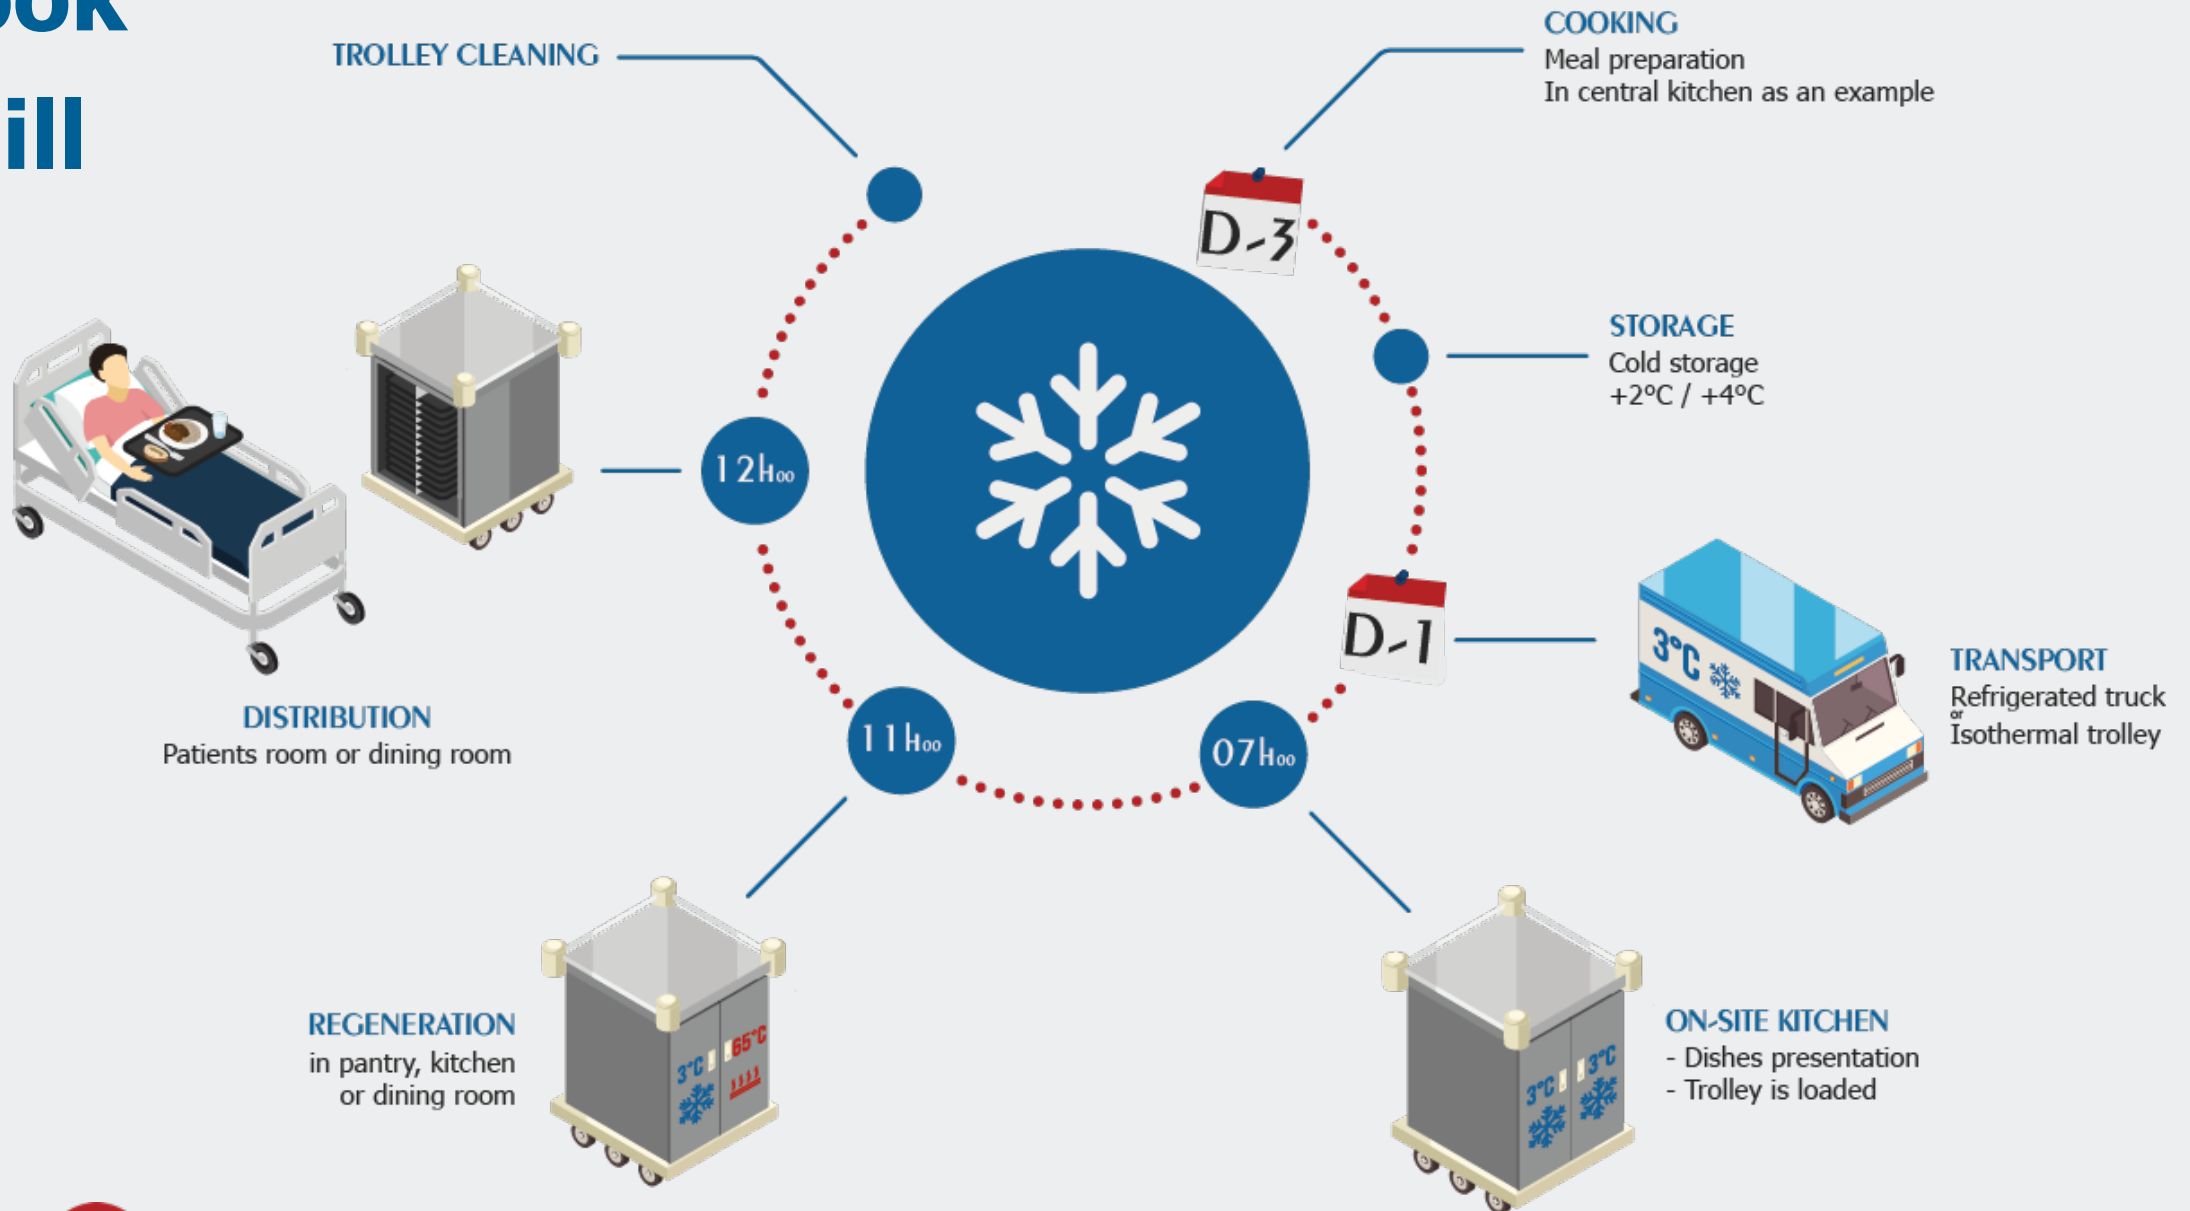 ook
ill
TROLLEY CLEANING
COOKING
Meal preparation
In central kitchen as an example
D-3
STORAGE
Cold storage
+2°C / +4°C
12H00
D-1
3°C
TRANSPORT
Refrigerated truck
or
Isothermal trolley
DISTRIBUTION
Patients room or dining room
11H00
07H00
REGENERATION
in pantry, kitchen
or dining room
3°C
65°C
3°C
3°C
ON-SITE KITCHEN
- Dishes presentation
- Trolley is loaded